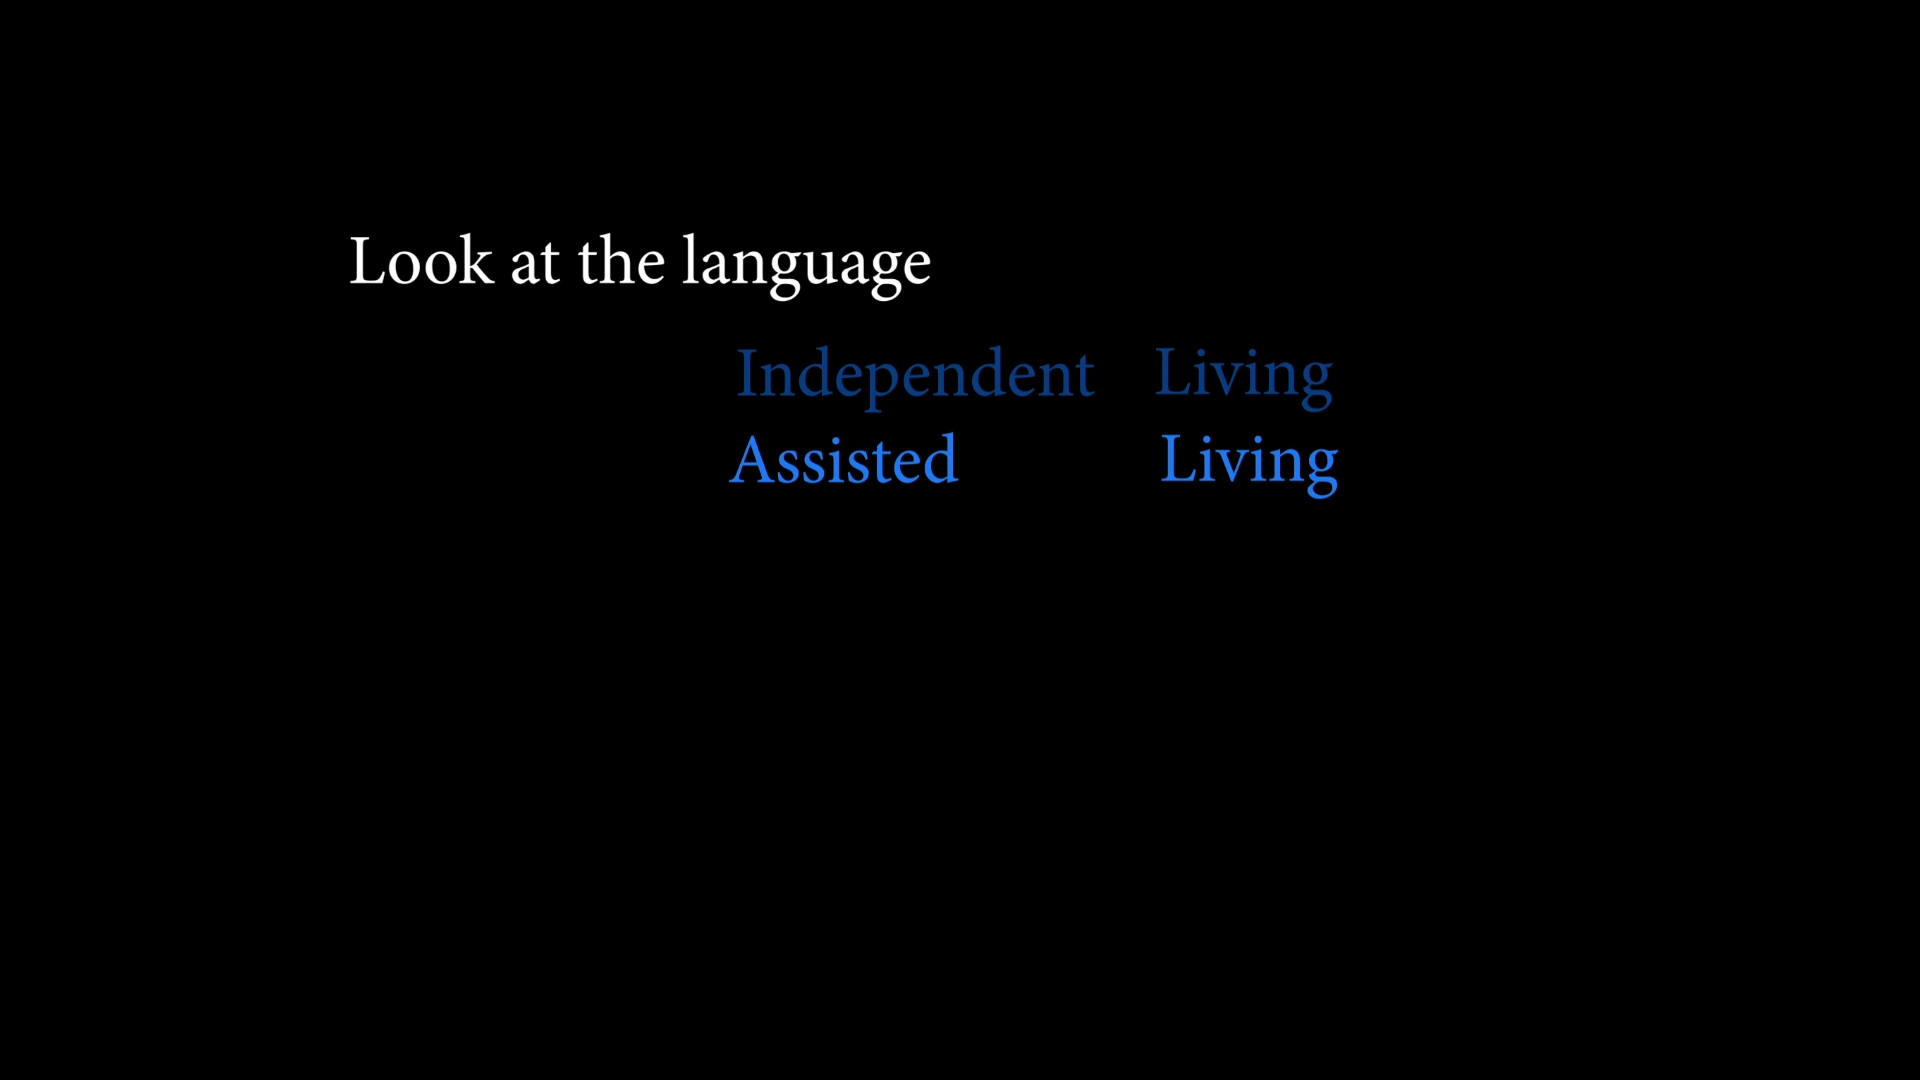 Look at the language
Independent Living
Assisted Living